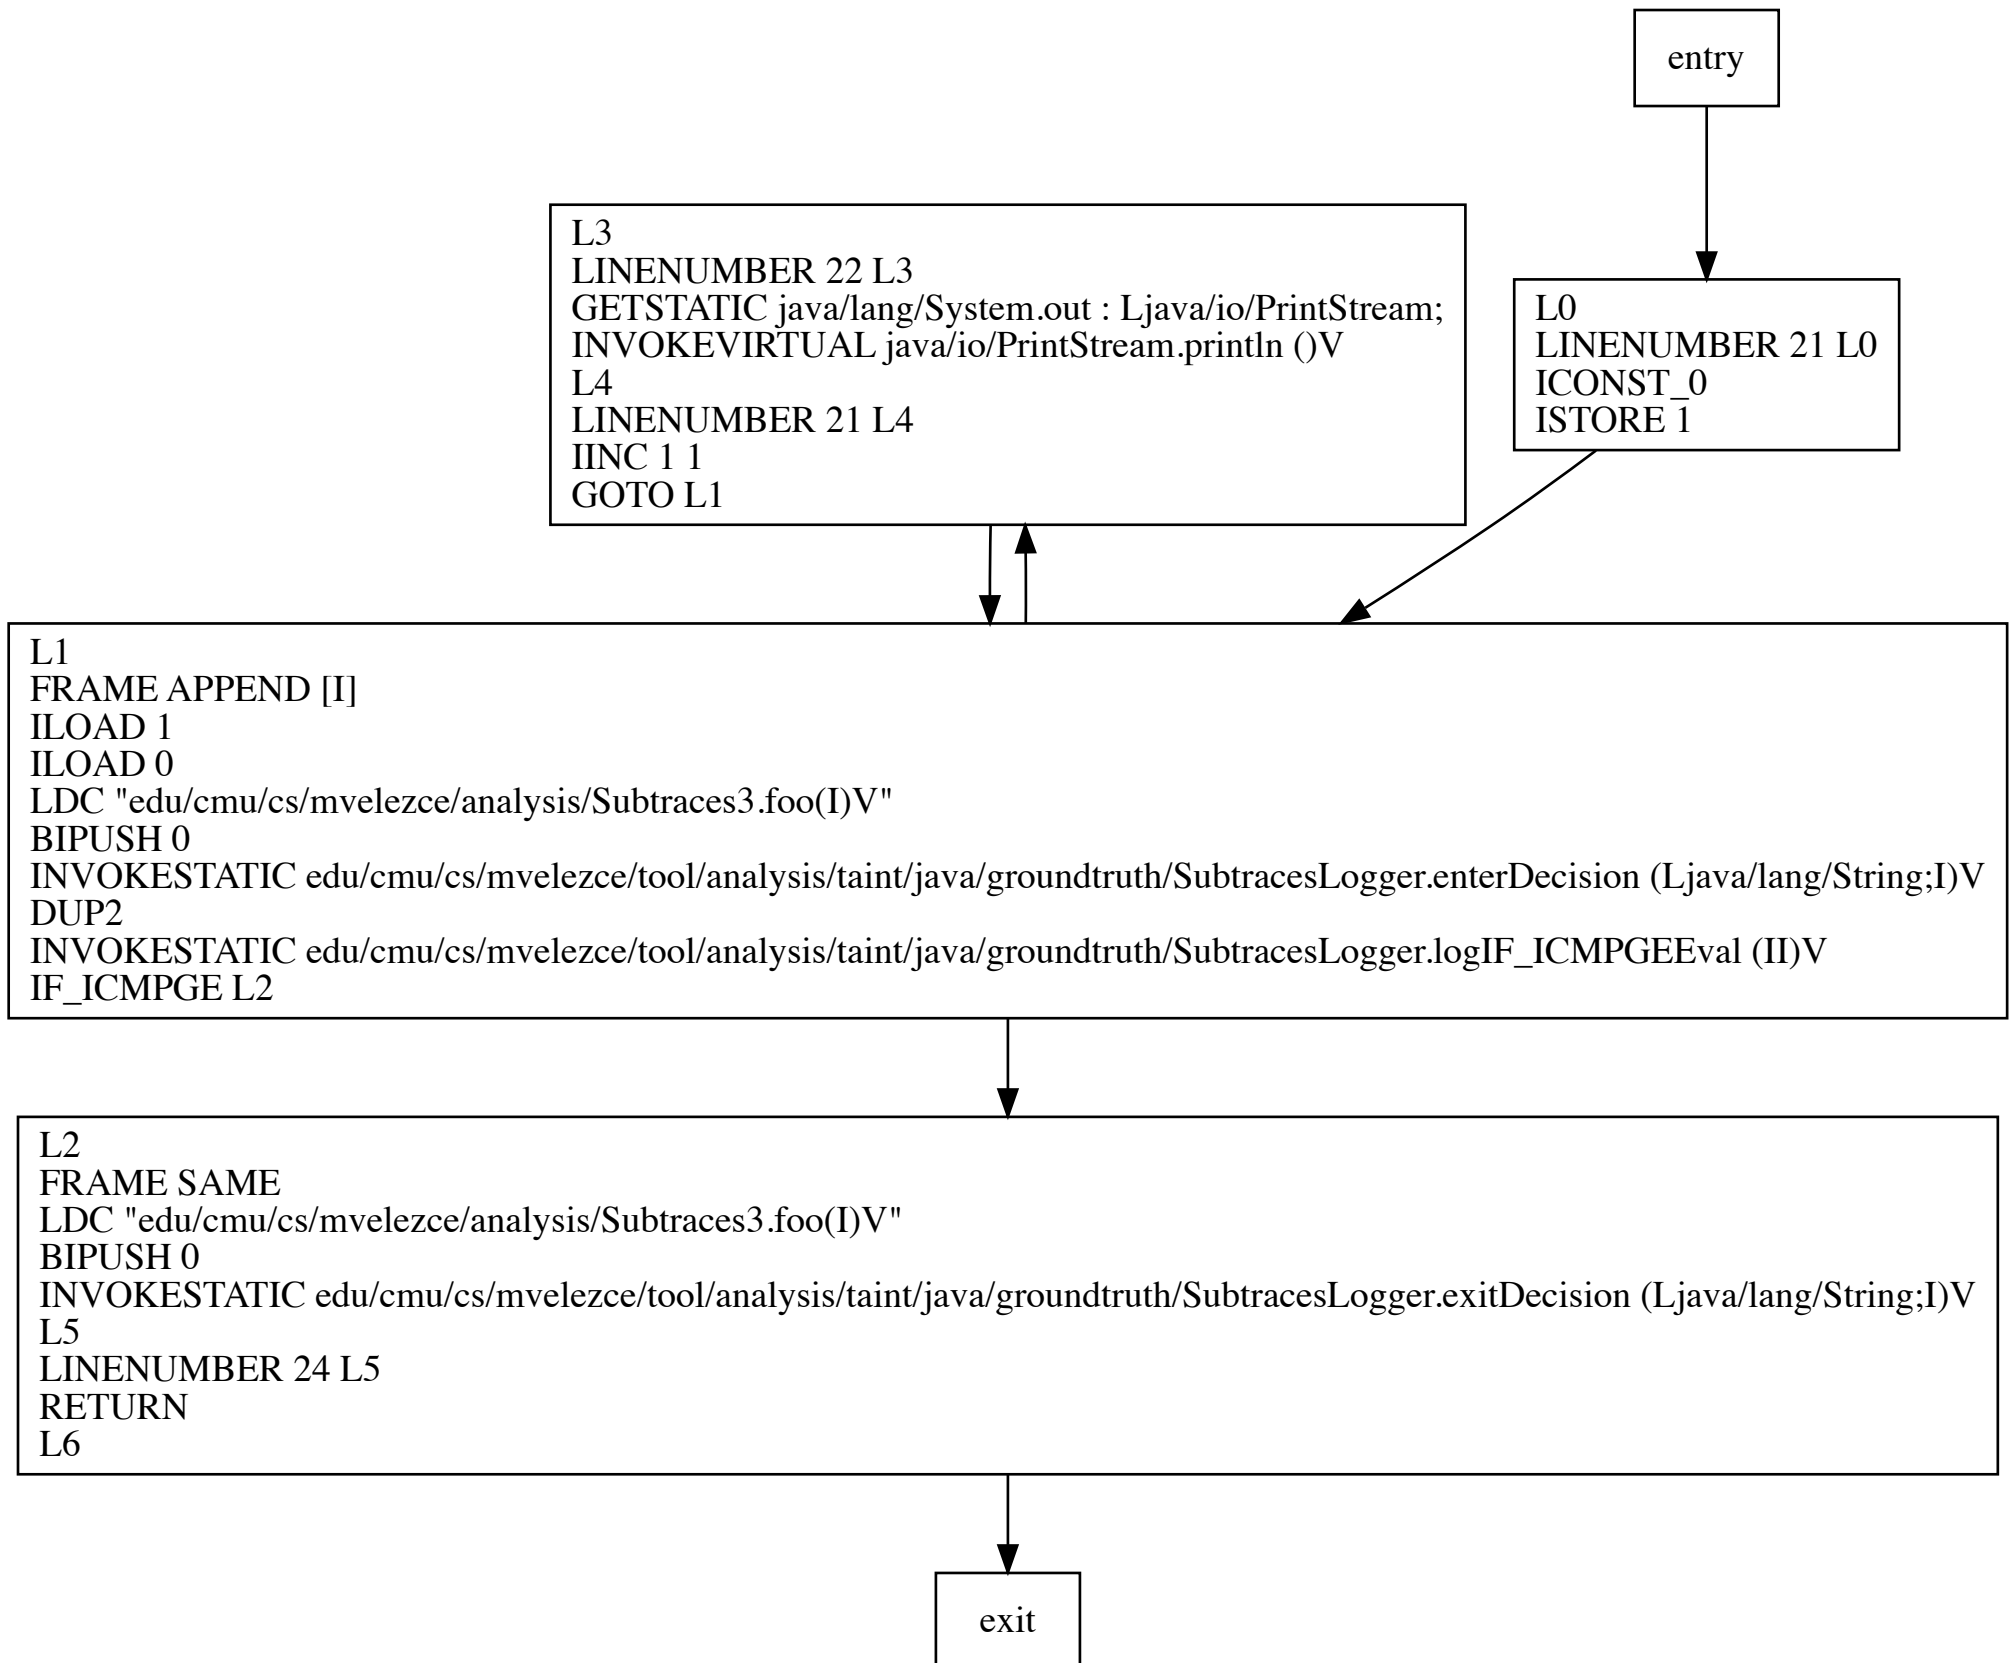 entry
L3
LINENUMBER 22 L3
GETSTATIC java/lang/System.out : Ljava/io/PrintStream;
INVOKEVIRTUAL java/io/PrintStream.println ()V
L4
LINENUMBER 21 L4
IINC 1 1
GOTO L1
L0
LINENUMBER 21 L0
ICONST_0
ISTORE 1
L1
FRAME APPEND [I]
ILOAD 1
ILOAD 0
LDC "edu/cmu/cs/mvelezce/analysis/Subtraces3.foo(I)V"
BIPUSH 0
INVOKESTATIC edu/cmu/cs/mvelezce/tool/analysis/taint/java/groundtruth/SubtracesLogger.enterDecision (Ljava/lang/String;I)V
DUP2
INVOKESTATIC edu/cmu/cs/mvelezce/tool/analysis/taint/java/groundtruth/SubtracesLogger.logIF_ICMPGEEval (II)V
IF_ICMPGE L2
L2
FRAME SAME
LDC "edu/cmu/cs/mvelezce/analysis/Subtraces3.foo(I)V"
BIPUSH 0
INVOKESTATIC edu/cmu/cs/mvelezce/tool/analysis/taint/java/groundtruth/SubtracesLogger.exitDecision (Ljava/lang/String;I)V
L5
LINENUMBER 24 L5
RETURN
L6
exit